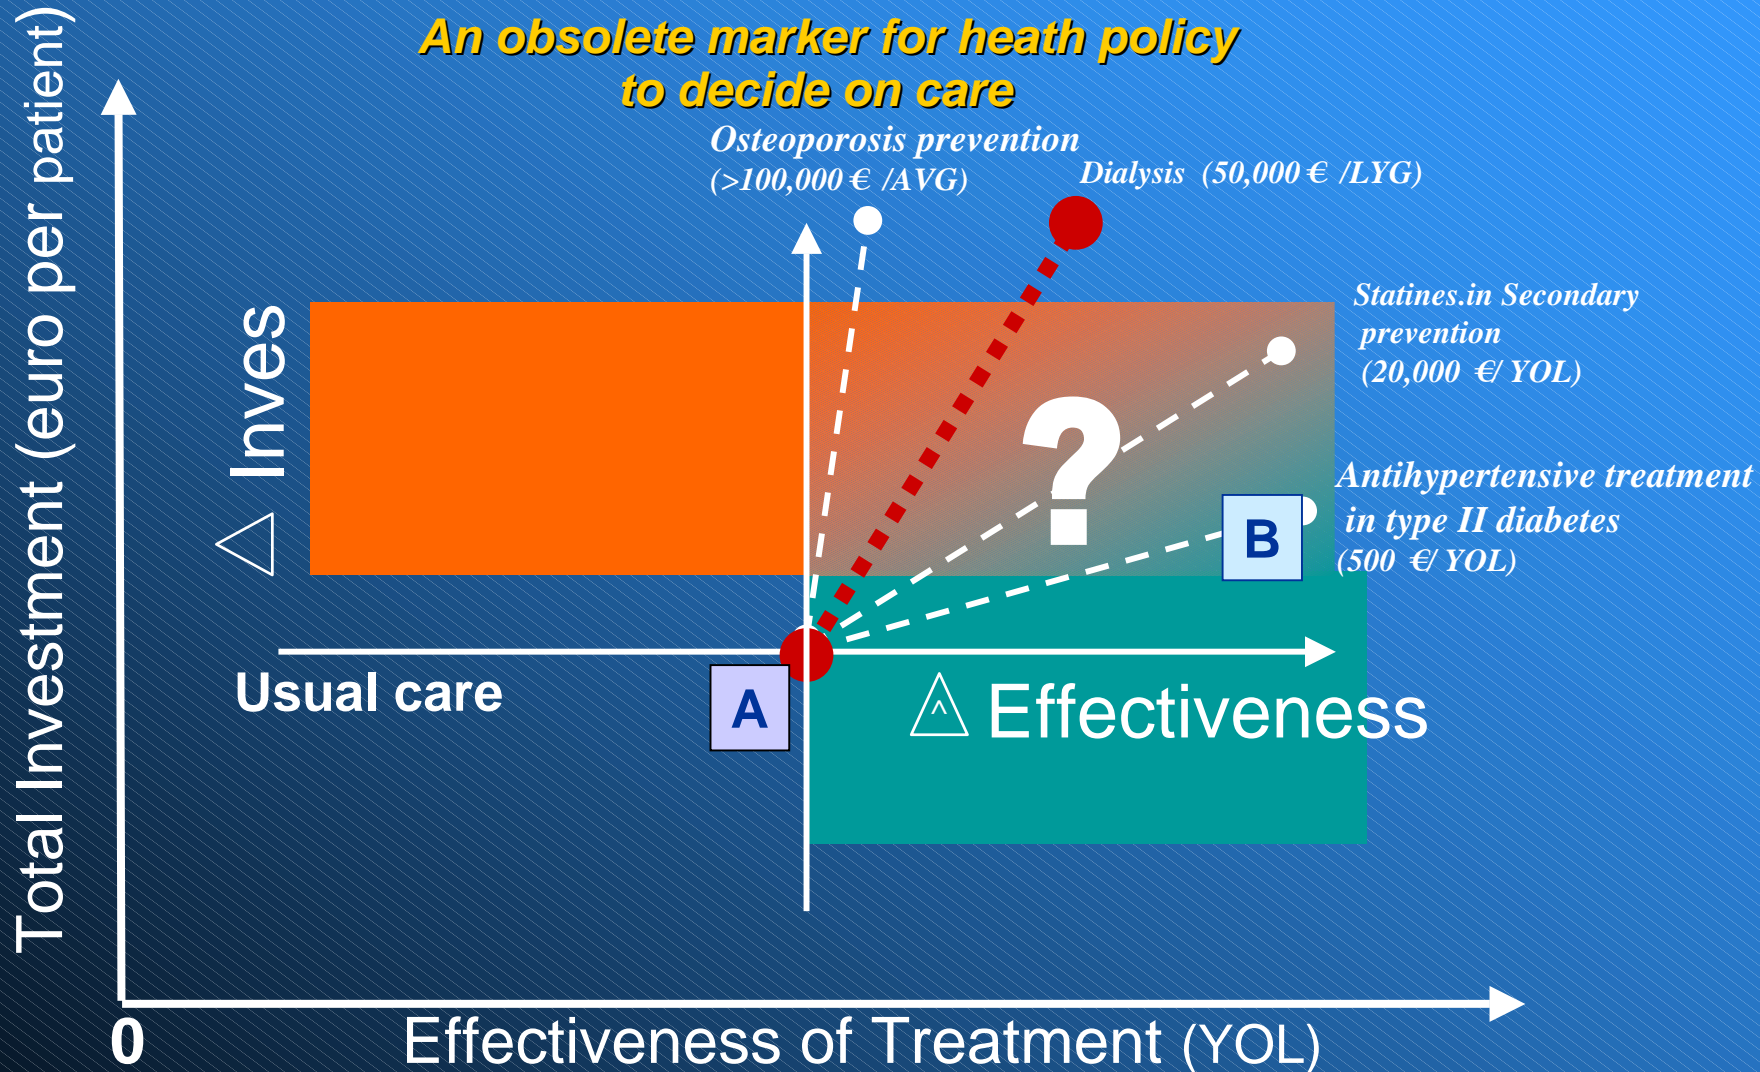 An obsolete marker for heath policy
to decide on care
Total Investment (euro per patient)
Osteoporosis prevention
(>100,000 € /AVG)
Dialysis (50,000 € /LYG)
Statines.in Secondary
prevention
(20,000 €/ YOL)
△ Inves
?
Antihypertensive treatment
in type II diabetes
(500 €/ YOL)
B
Usual care
A
△ Effectiveness
0
Effectiveness of Treatment (YOL)